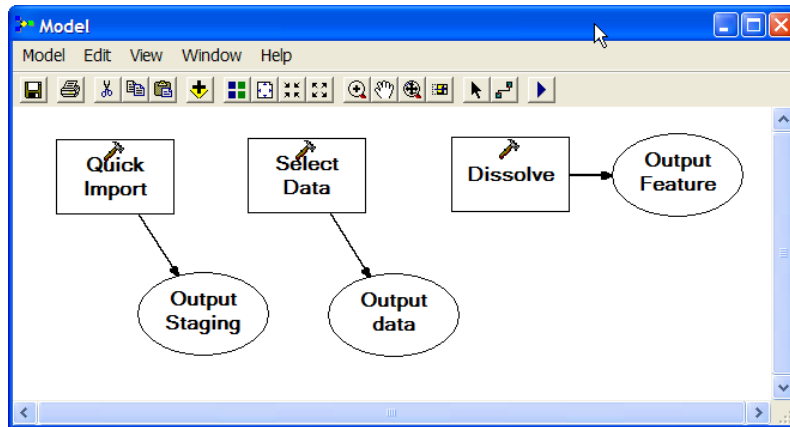 Model
Model Edit View Window Help
Quick
Import
Select
Data
Dissolve
Output
Feature
Output
Staging
Output
data